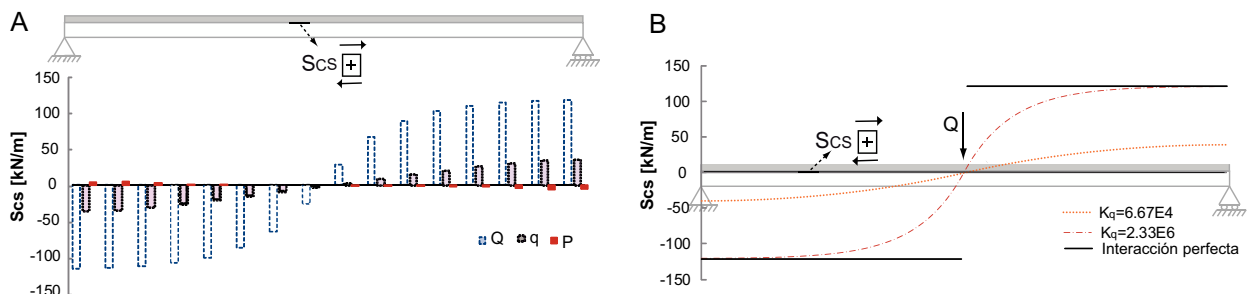 A
Scs +
Scs [kN/m]
150
100
50
0
-50
-100
-150
Q q P
B
Scs +
Q
Scs [kN/m]
150
100
50
0
-50
-100
-150
Kq=6.67E4
Kq=2.33E6
Interacción perfecta